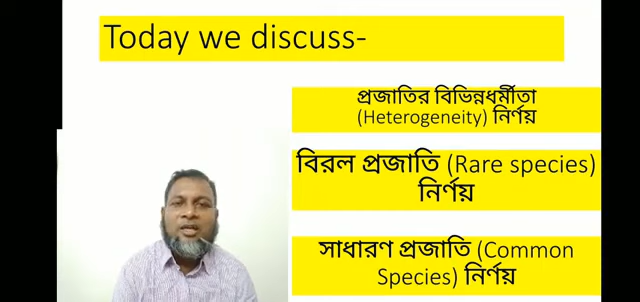 Today we discuss-
প্রজাতির বিভিন্নধর্মীতা
(Heterogeneity) নির্ণয়
বিরল প্রজাতি (Rare species)
নির্ণয়
সাধারণ প্রজাতি (Common
Species) নির্ণয়